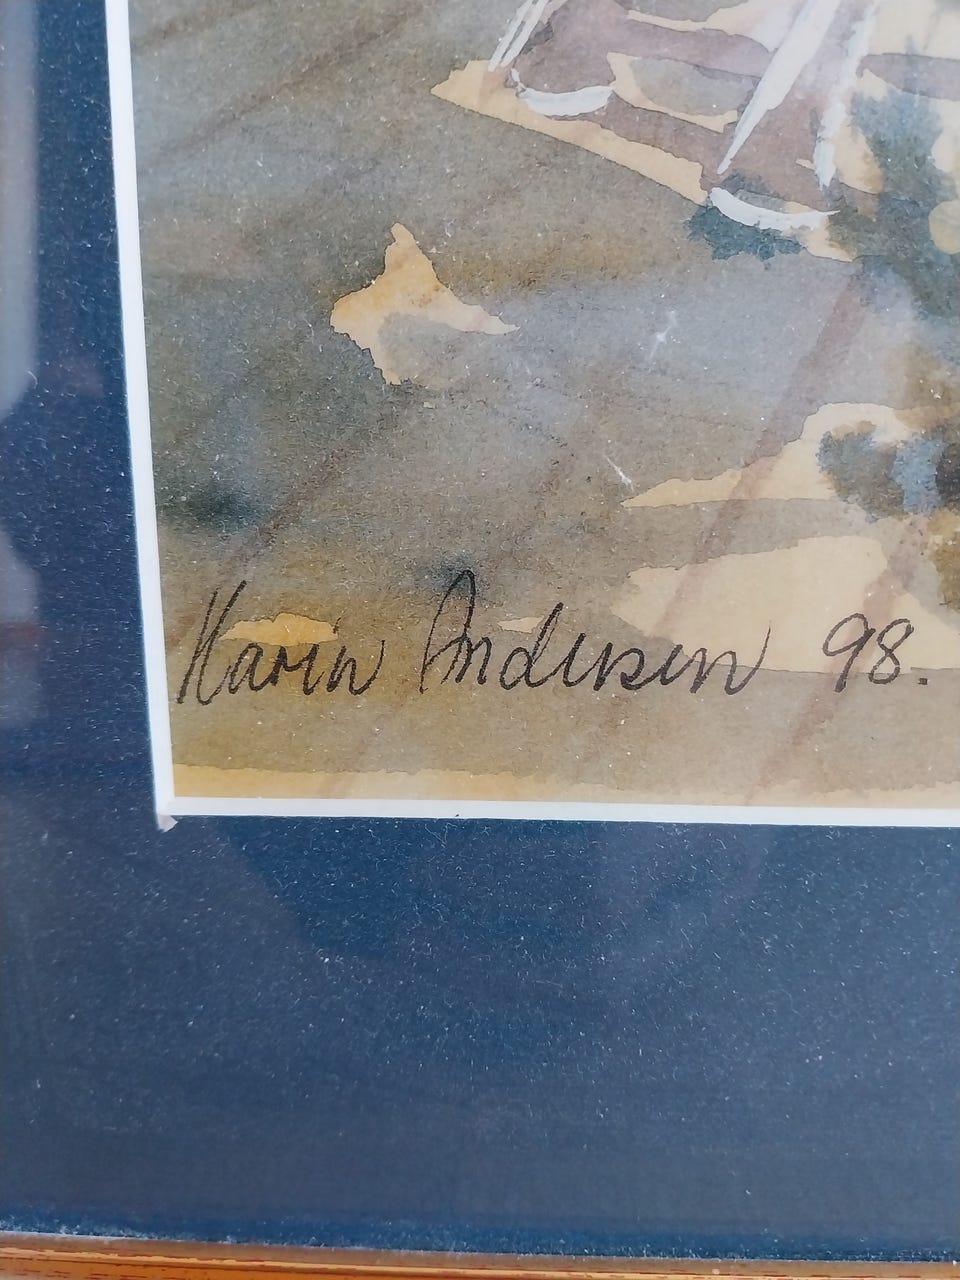 Karin Andersen 98.